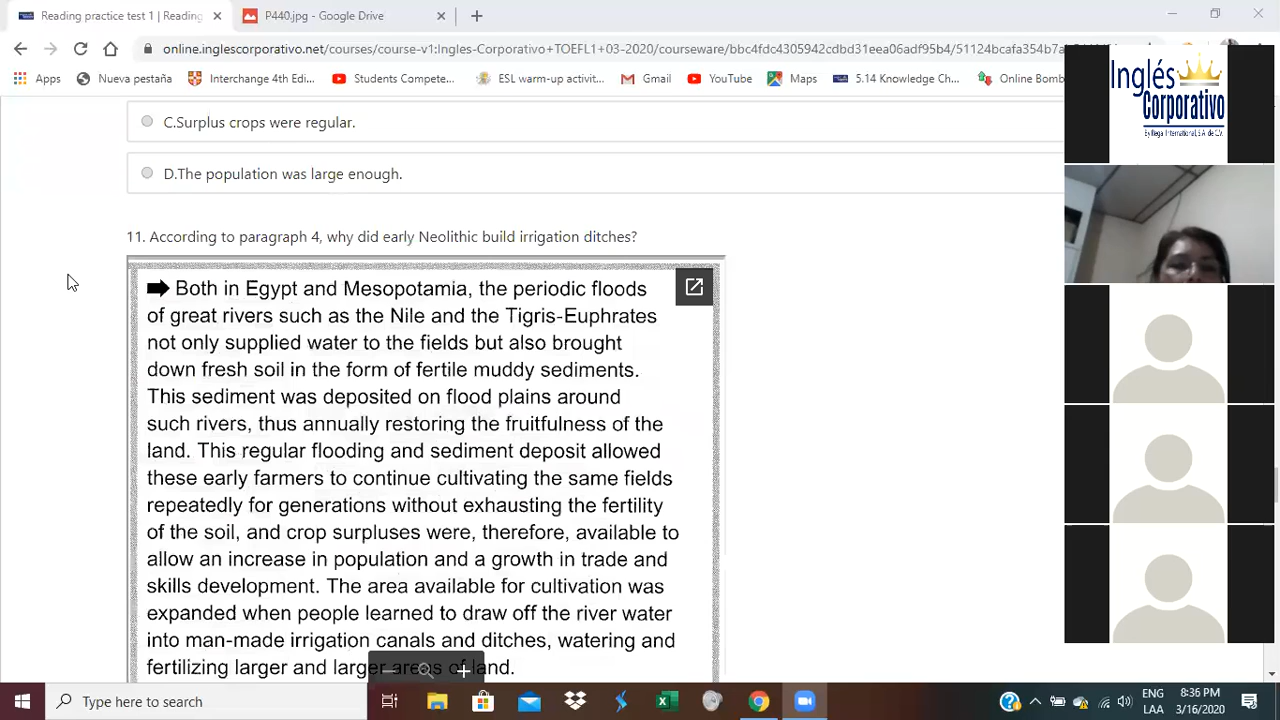 Reading practice test 1 | Reading
P440.jpg - Google Drive
online.inglescorporativo.net/courses/course-v1:Ingles-Corporativo+TOEFL1+03-2020/courseware/bbc4fdc4305942cdbd31eea06adf95b4/51124bcafa354b7a
Apps
Nueva pestaña
Interchange 4th Edi...
Students Compete...
ESL warm-up activit...
Gmail
YouTube
Maps
5.14 Knowledge Ch...
Online Bomb
Inglés
Corporativo
C.Surplus crops were regular.
D.The population was large enough.
11. According to paragraph 4, why did early Neolithic build irrigation ditches?
Both in Egypt and Mesopotamia, the periodic floods
of great rivers such as the Nile and the Tigris-Euphrates
not only supplied water to the fields but also brought
down fresh soil in the form of fertile muddy sediments.
This sediment was deposited on flood plains around
such rivers, thus annually restoring the fruitfulness of the
land. This regular flooding and sediment deposit allowed
these early farmers to continue cultivating the same fields
repeatedly for generations without exhausting the fertility
of the soil, and crop surpluses were, therefore, available to
allow an increase in population and a growth in trade and
skills development. The area available for cultivation was
expanded when people learned to draw off the river water
into man-made irrigation canals and ditches, watering and
fertilizing larger and larger areas of land.
Type here to search
ENG
LAA
8:36 PM
3/16/2020